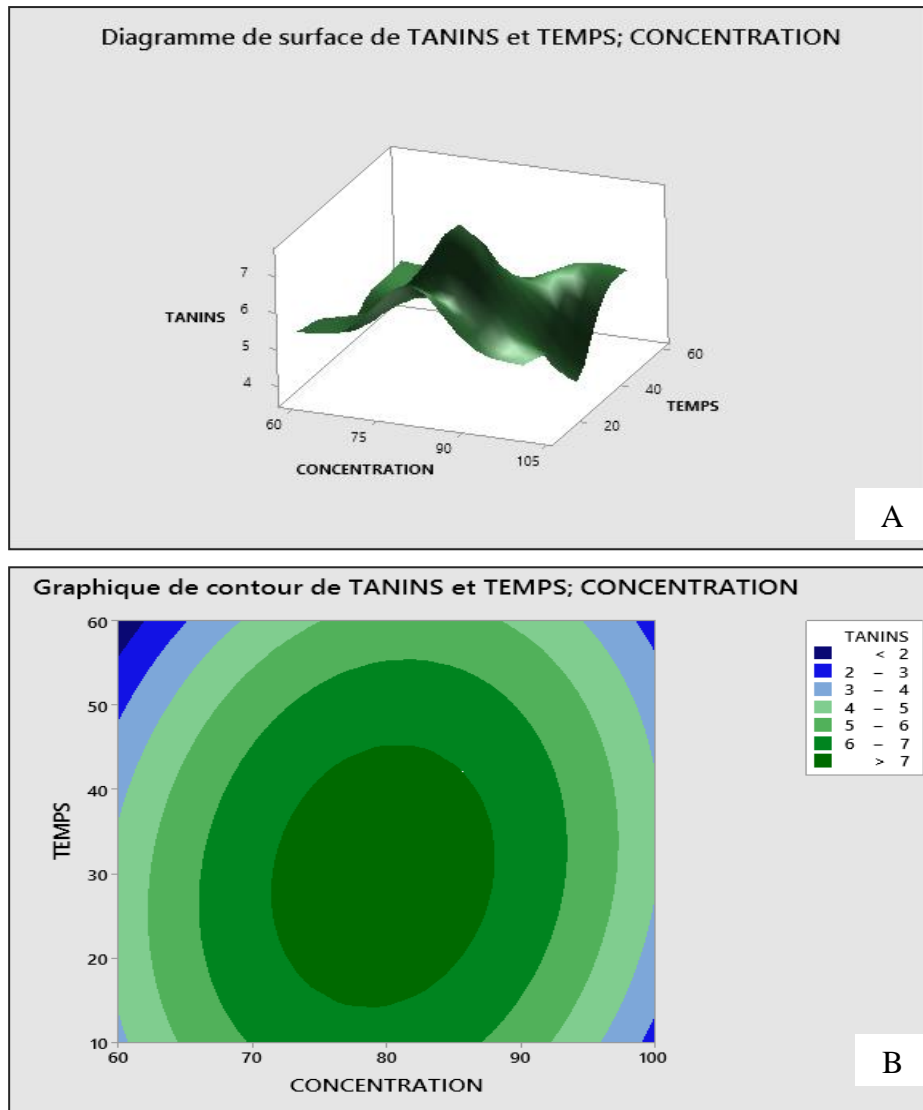 Diagramme de surface de TANINS et TEMPS; CONCENTRATION
7
6
TANINS
5
4
60
75
90
105
CONCENTRATION
20
40
60
TEMPS
A
Graphique de contour de TANINS et TEMPS; CONCENTRATION
60
50
40
30
20
10
TEMPS
60 70 80 90 100
CONCENTRATION
TANINS
< 2
2 – 3
3 – 4
4 – 5
5 – 6
6 – 7
> 7
B